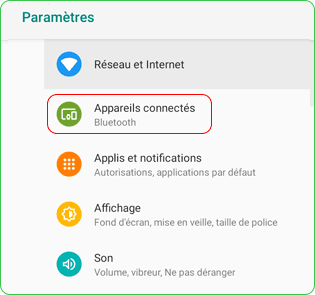 Paramètres
Réseau et Internet
Appareils connectés
Bluetooth
Applis et notifications
Autorisations, applications par défaut
Affichage
Fond d'écran, mise en veille, taille de police
Son
Volume, vibreur, Ne pas déranger